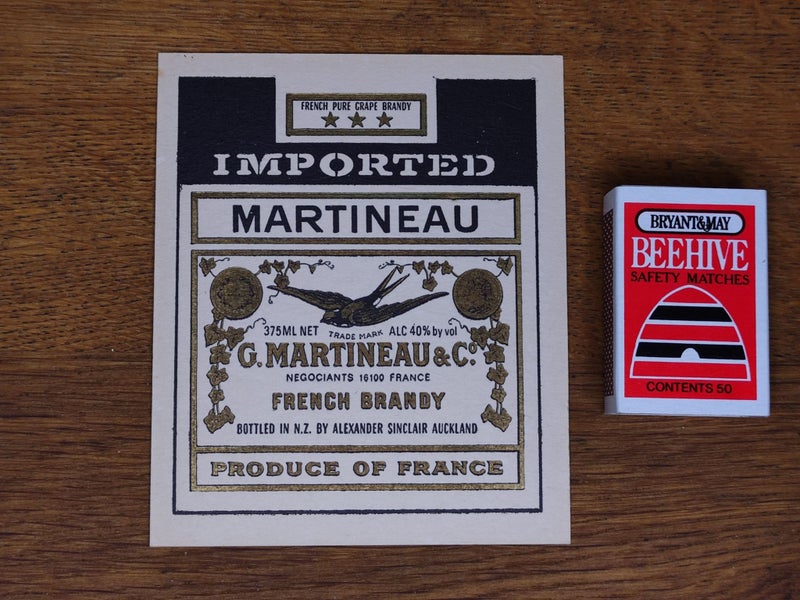 FRENCH PURE GRAPE BRANDY
IMPORTED
MARTINEAU
375ML NET TRADE MARK ALC 40% by vol
G. MARTINEAU & Co
NEGOCIANTS 16100 FRANCE
FRENCH BRANDY
BOTTLED IN N.Z. BY ALEXANDER SINCLAIR AUCKLAND
PRODUCE OF FRANCE
BRYANT & MAY
BEEHIVE
SAFETY MATCHES
CONTENTS 50